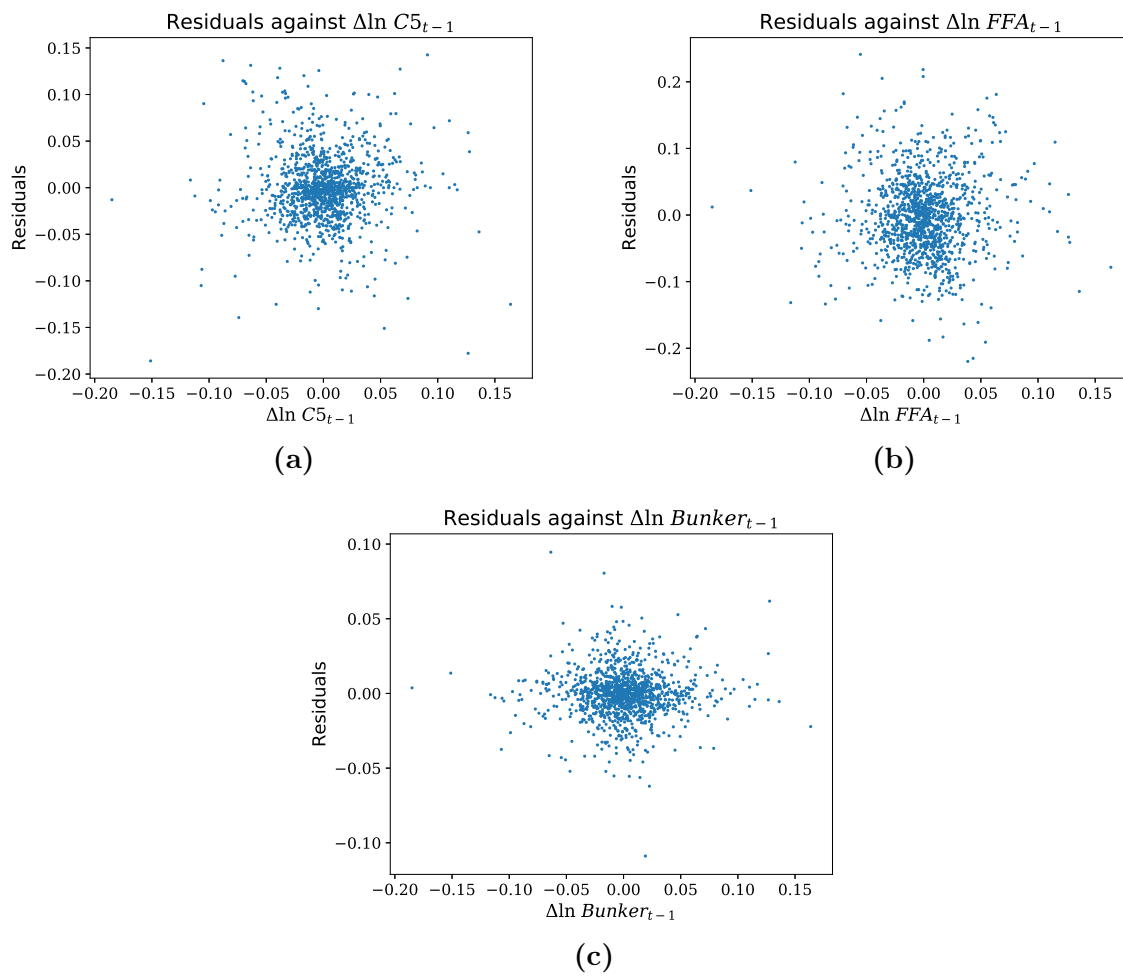 Residuals against Δln C5ₜ₋₁
0.15
0.10
0.05
0.00
−0.05
−0.10
−0.15
−0.20
Residuals
−0.20 −0.15 −0.10 −0.05 0.00 0.05 0.10 0.15
Δln C5ₜ₋₁
(a)
Residuals against Δln FFAₜ₋₁
0.2
0.1
0.0
−0.1
−0.2
Residuals
−0.20 −0.15 −0.10 −0.05 0.00 0.05 0.10 0.15
Δln FFAₜ₋₁
(b)
Residuals against Δln Bunkerₜ₋₁
0.10
0.05
0.00
−0.05
−0.10
Residuals
−0.20 −0.15 −0.10 −0.05 0.00 0.05 0.10 0.15
Δln Bunkerₜ₋₁
(c)